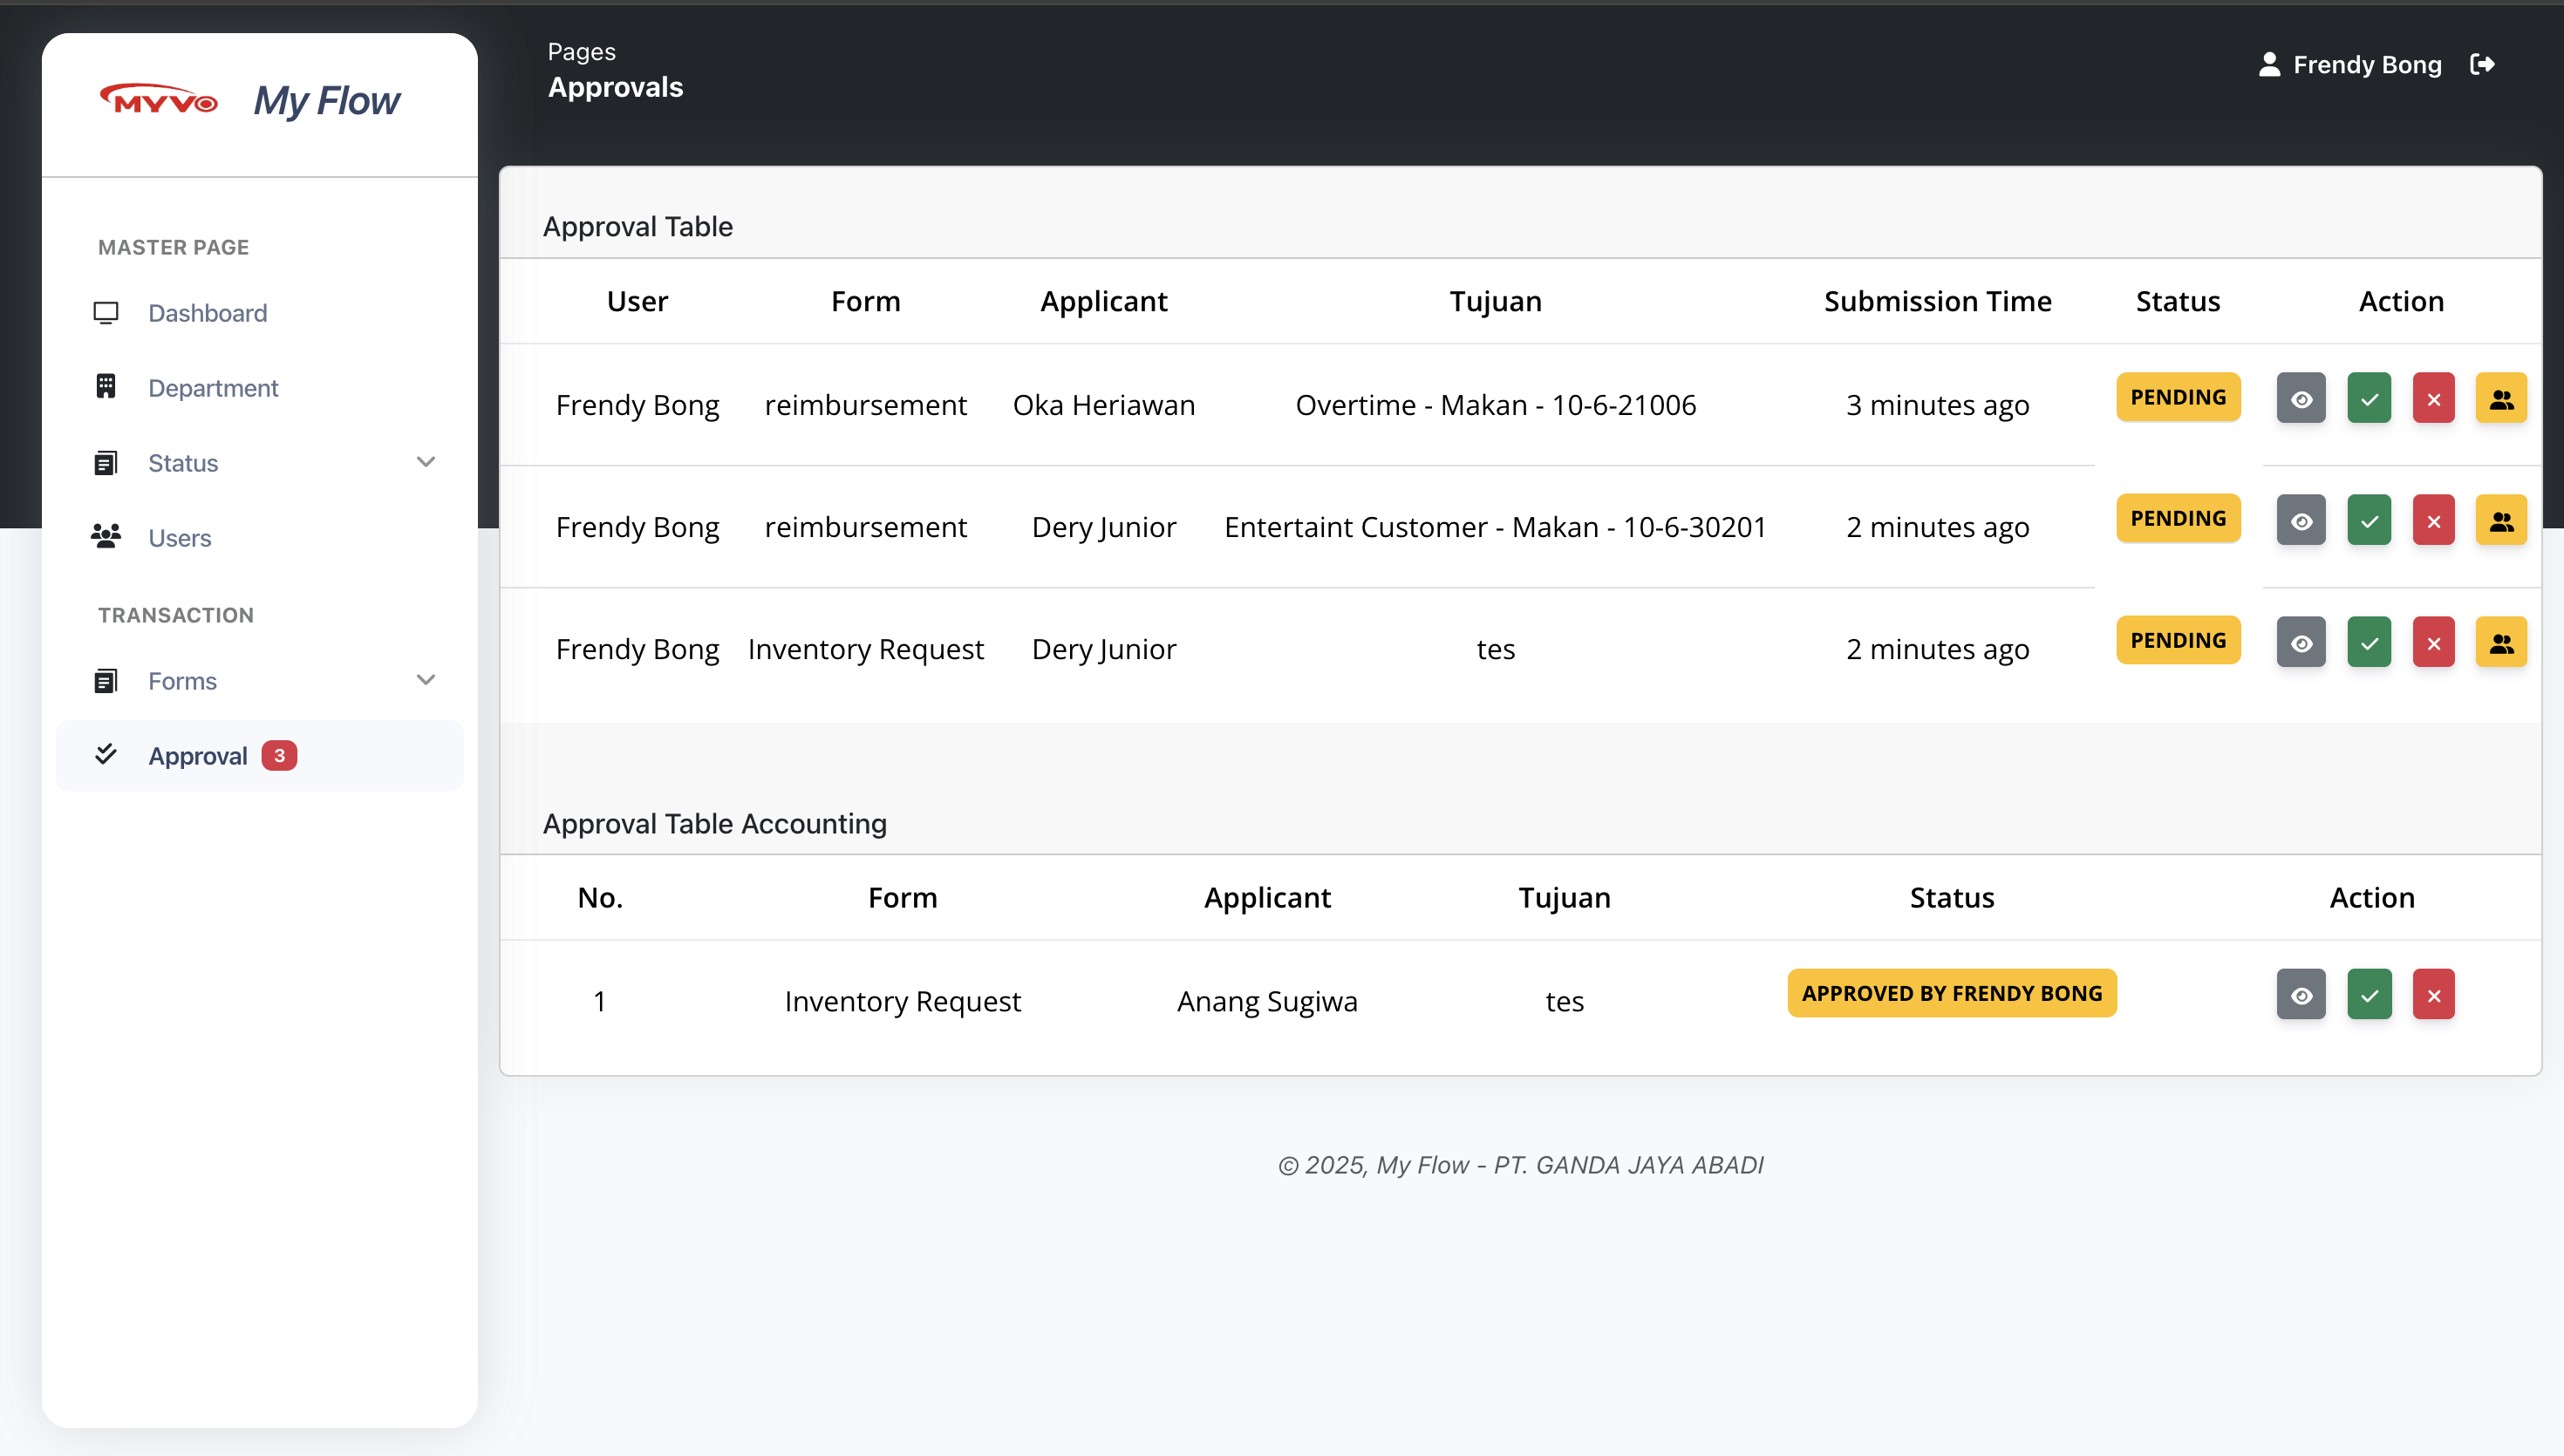 MYVO My Flow
Pages
Approvals
Frendy Bong
MASTER PAGE
Dashboard
Department
Status
Users
TRANSACTION
Forms
Approval 3
Approval Table
User Form Applicant Tujuan Submission Time Status Action
Frendy Bong reimbursement Oka Heriawan Overtime - Makan - 10-6-21006 3 minutes ago PENDING
Frendy Bong reimbursement Dery Junior Entertaint Customer - Makan - 10-6-30201 2 minutes ago PENDING
Frendy Bong Inventory Request Dery Junior tes 2 minutes ago PENDING
Approval Table Accounting
No. Form Applicant Tujuan Status Action
1 Inventory Request Anang Sugiwa tes APPROVED BY FRENDY BONG
© 2025, My Flow - PT. GANDA JAYA ABADI